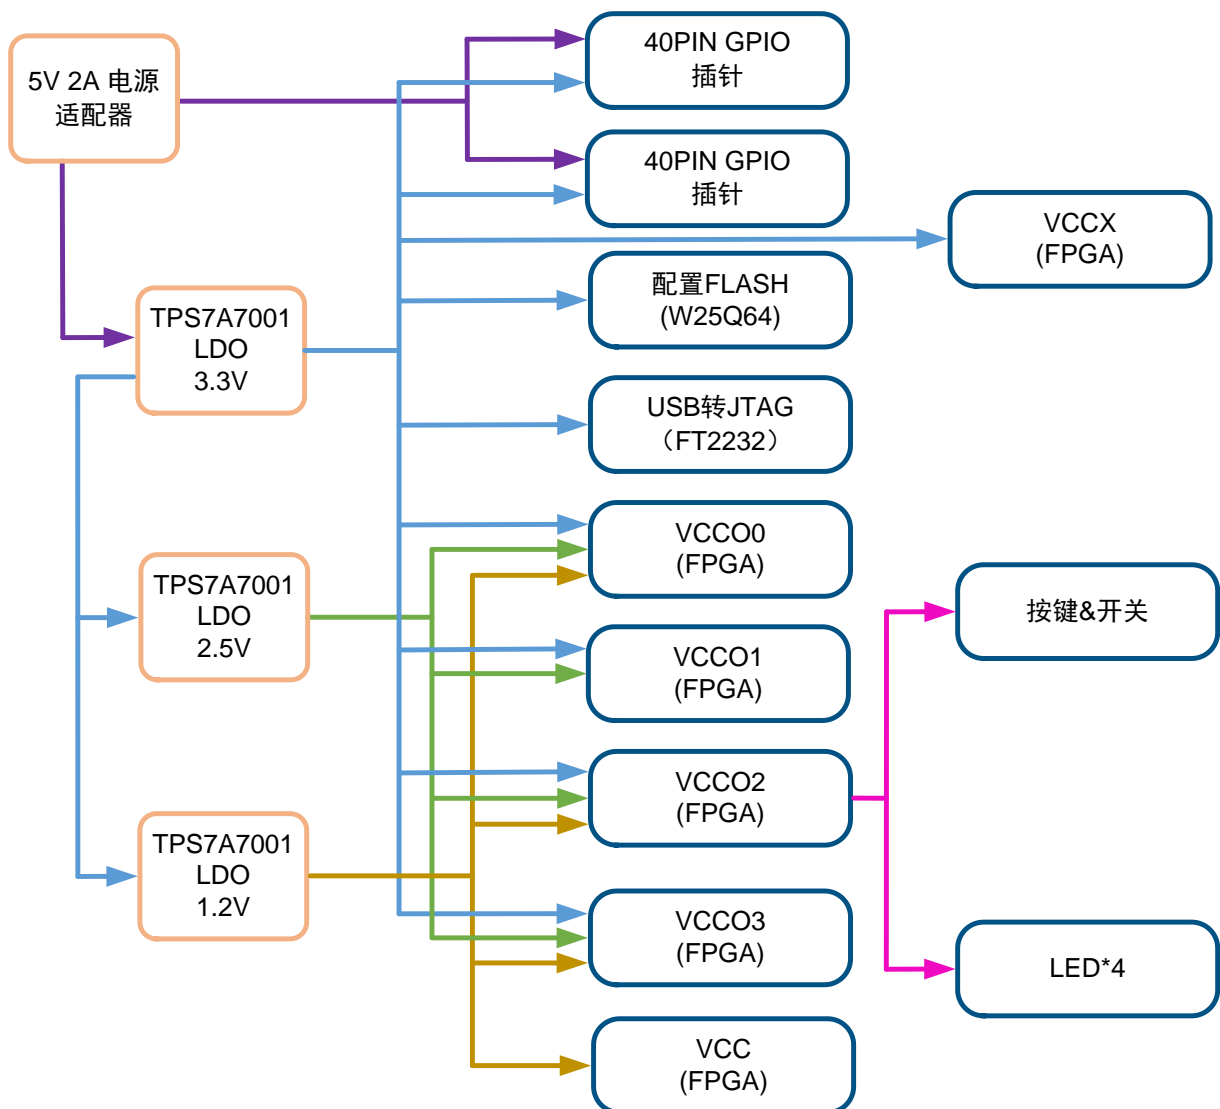 5V 2A 电源
适配器
40PIN GPIO
插针
40PIN GPIO
插针
VCCX
(FPGA)
配置FLASH
(W25Q64)
TPS7A7001
LDO
3.3V
USB转JTAG
（FT2232）
VCCO0
(FPGA)
TPS7A7001
LDO
2.5V
按键&开关
VCCO1
(FPGA)
VCCO2
(FPGA)
TPS7A7001
LDO
1.2V
VCCO3
(FPGA)
LED*4
VCC
(FPGA)